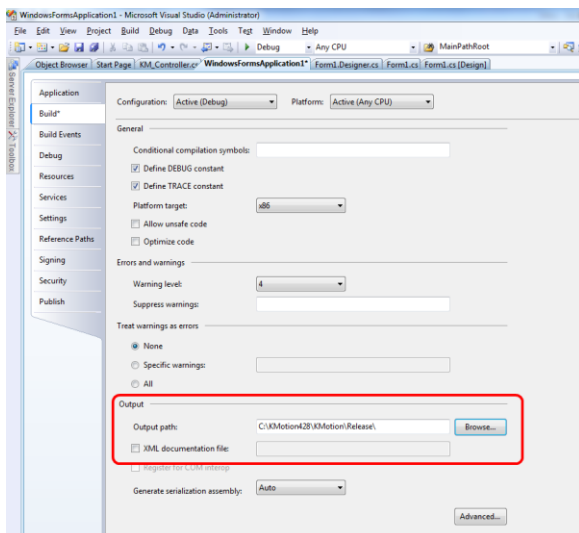 WindowsFormsApplication1 - Microsoft Visual Studio (Administrator)
File Edit View Project Build Debug Data Tools Test Window Help
Debug Any CPU MainPathRoot
Object Browser Start Page KM_Controller.cs WindowsFormsApplication1* Form1.Designer.cs Form1.cs Form1.cs [Design]
Server Explorer
Toolbox
Application
Build*
Build Events
Debug
Resources
Services
Settings
Reference Paths
Signing
Security
Publish
Configuration: Active (Debug) Platform: Active (Any CPU)
General
Conditional compilation symbols:
Define DEBUG constant
Define TRACE constant
Platform target: x86
Allow unsafe code
Optimize code
Errors and warnings
Warning level: 4
Suppress warnings:
Treat warnings as errors
None
Specific warnings:
All
Output
Output path: C:\KMotion428\KMotion\Release\ Browse...
XML documentation file:
Register for COM interop
Generate serialization assembly: Auto
Advanced...